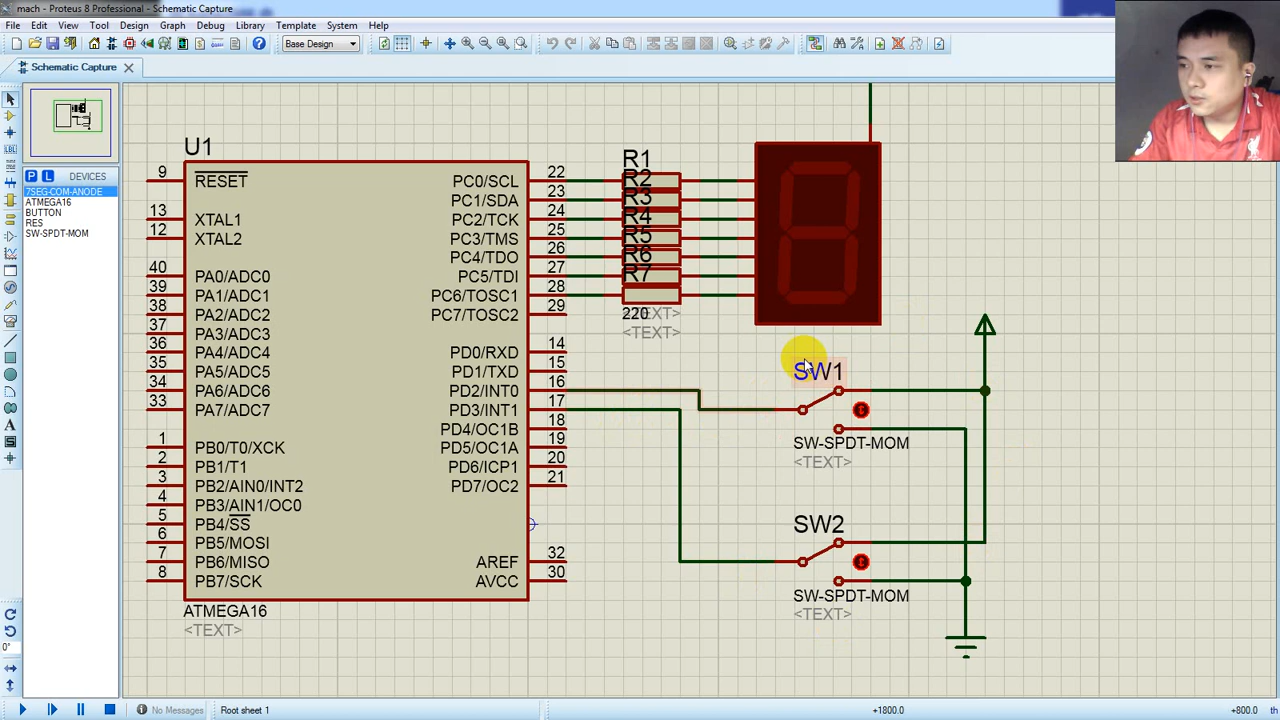 mach - Proteus 8 Professional - Schematic Capture
File Edit View Tool Design Graph Debug Library Template System Help
Base Design
Schematic Capture
P L DEVICES
7SEG-COM-ANODE
ATMEGA16
BUTTON
RES
SW-SPDT-MOM
LBL
A
0°
U1
9 RESET
13 XTAL1
12 XTAL2
40 PA0/ADC0
39 PA1/ADC1
38 PA2/ADC2
37 PA3/ADC3
36 PA4/ADC4
35 PA5/ADC5
34 PA6/ADC6
33 PA7/ADC7
1 PB0/T0/XCK
2 PB1/T1
3 PB2/AIN0/INT2
4 PB3/AIN1/OC0
5 PB4/SS
6 PB5/MOSI
7 PB6/MISO
8 PB7/SCK
PC0/SCL 22
PC1/SDA 23
PC2/TCK 24
PC3/TMS 25
PC4/TDO 26
PC5/TDI 27
PC6/TOSC1 28
PC7/TOSC2 29
PD0/RXD 14
PD1/TXD 15
PD2/INT0 16
PD3/INT1 17
PD4/OC1B 18
PD5/OC1A 19
PD6/ICP1 20
PD7/OC2 21
AREF 32
AVCC 30
ATMEGA16
<TEXT>
R1
R2
R3
R4
R5
R6
R7
220
<TEXT>
<TEXT>
SW1
SW-SPDT-MOM
<TEXT>
SW2
SW-SPDT-MOM
<TEXT>
No Messages
Root sheet 1
+1800.0
+800.0
th